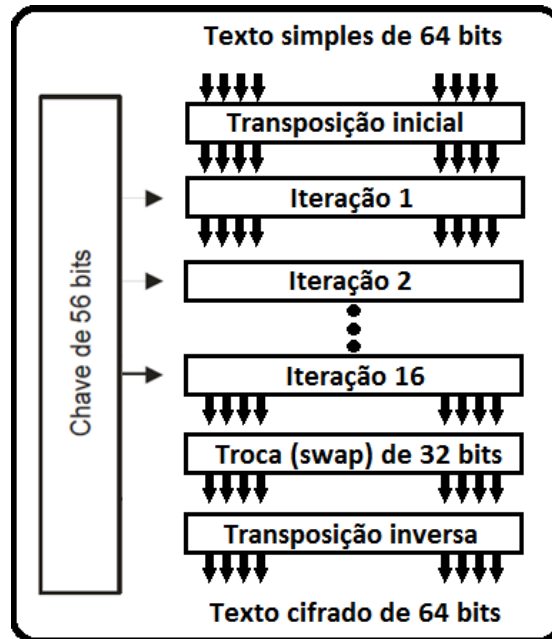 Texto simples de 64 bits
Transposição inicial
Iteração 1
Iteração 2
Iteração 16
Troca (swap) de 32 bits
Transposição inversa
Texto cifrado de 64 bits
Chave de 56 bits